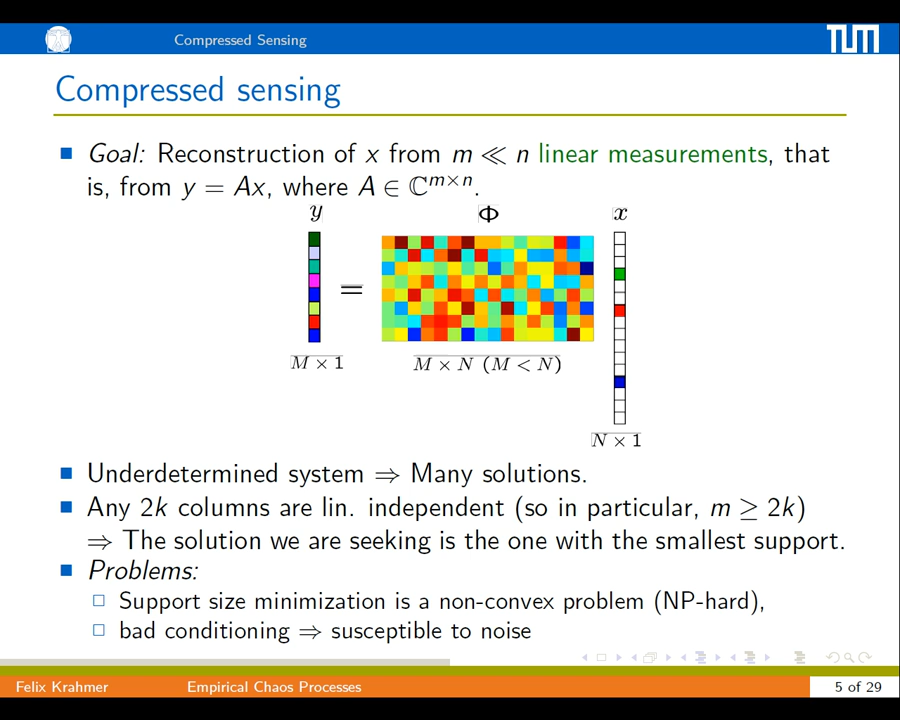 Compressed Sensing
TUM
Compressed sensing
Goal: Reconstruction of x from m ≪ n linear measurements, that
is, from y = Ax, where A ∈ ℂ^{m×n}.
y Φ x
=
M × 1 M × N (M < N)
N × 1
Underdetermined system ⇒ Many solutions.
Any 2k columns are lin. independent (so in particular, m ≥ 2k)
⇒ The solution we are seeking is the one with the smallest support.
Problems:
Support size minimization is a non-convex problem (NP-hard),
bad conditioning ⇒ susceptible to noise
Felix Krahmer Empirical Chaos Processes 5 of 29